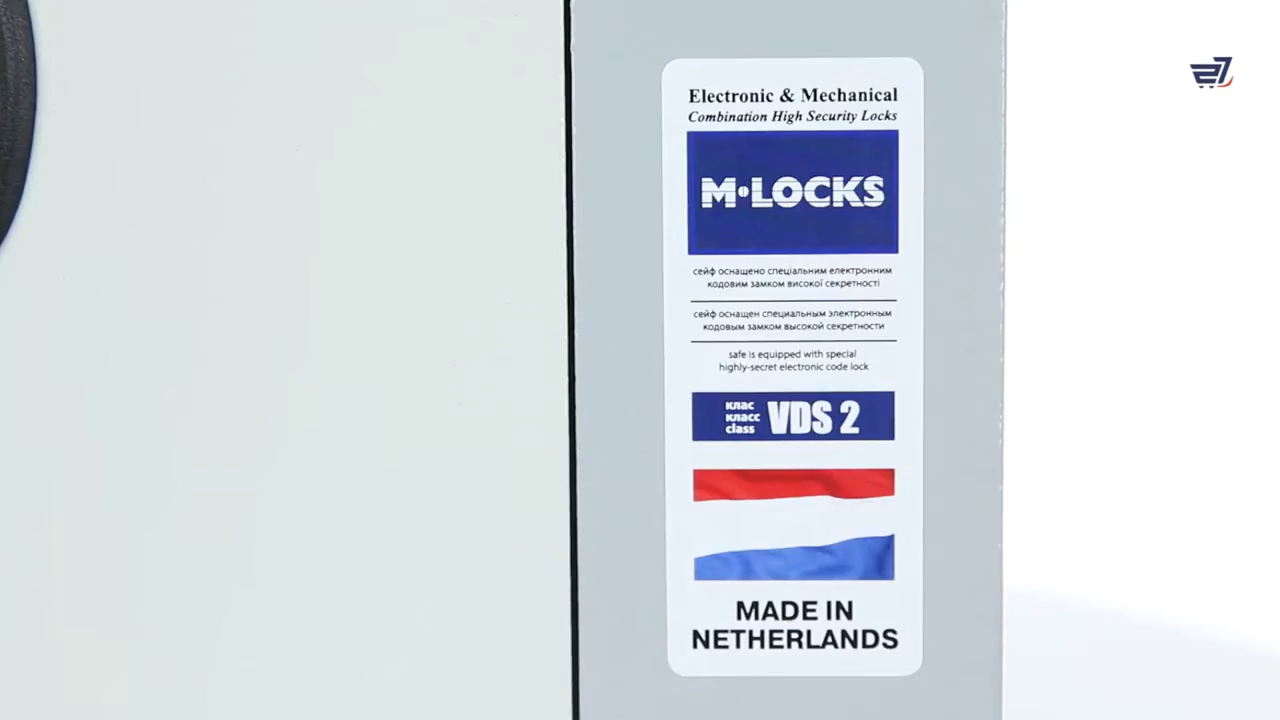 Electronic & Mechanical
Combination High Security Locks
M·LOCKS
сейф оснащено спеціальним електронним
кодовим замком високої секретності
сейф оснащен специальным электронным
кодовым замком высокой секретности
safe is equipped with special
highly-secret electronic code lock
клас
класс
class
VDS 2
MADE IN
NETHERLANDS
27